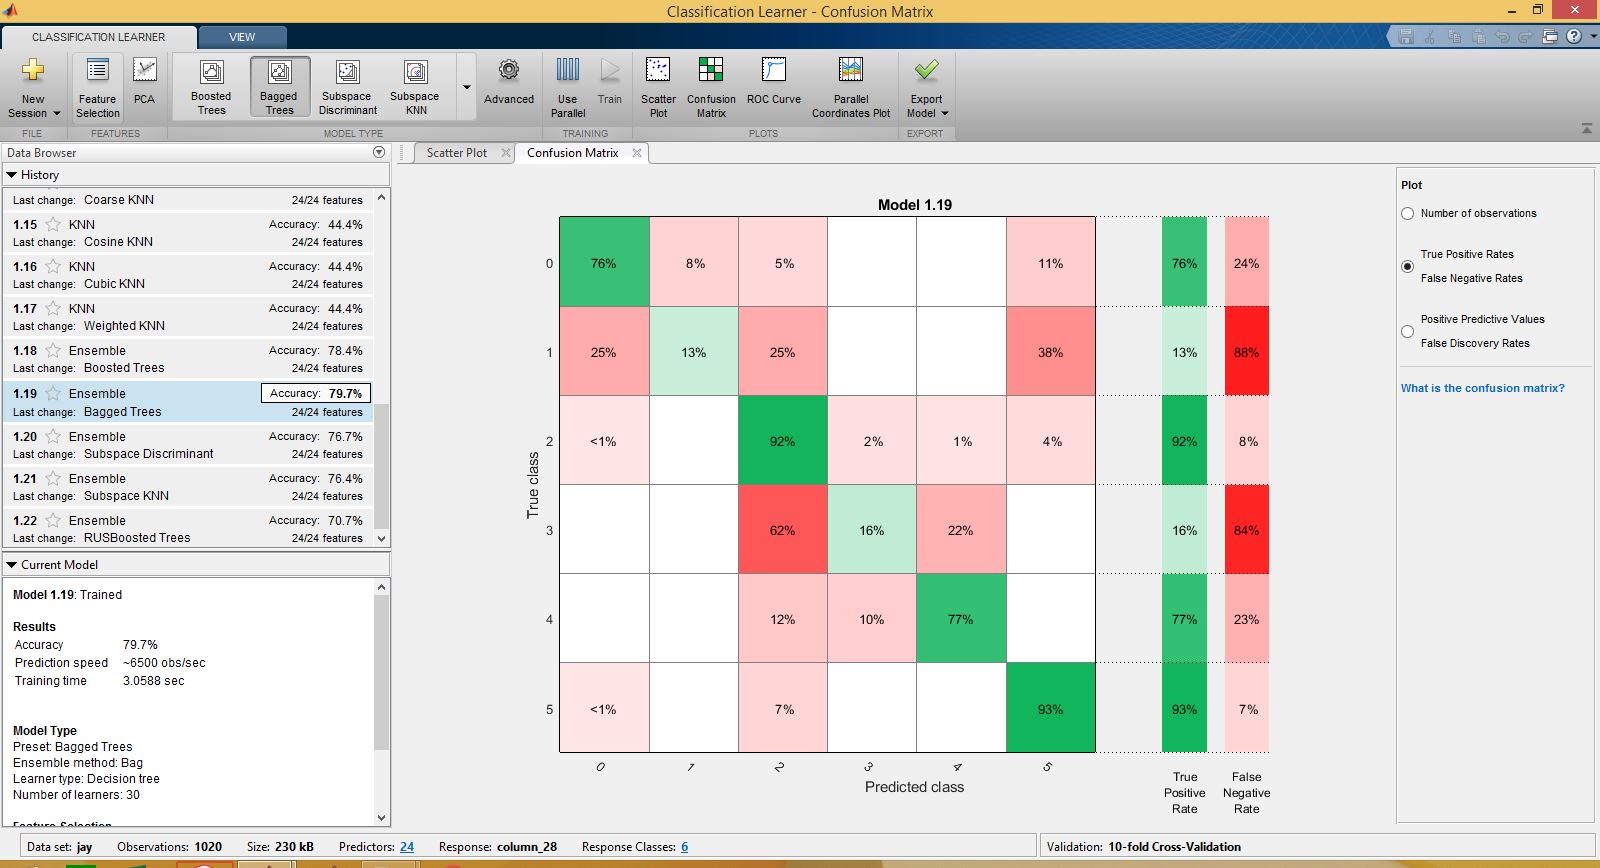 Classification Learner - Confusion Matrix
CLASSIFICATION LEARNER
VIEW
New Session
Feature Selection
PCA
Boosted Trees
Bagged Trees
Subspace Discriminant
Subspace KNN
Advanced
Use Parallel
Train
Scatter Plot
Confusion Matrix
ROC Curve
Parallel Coordinates Plot
Export Model
FILE
FEATURES
MODEL TYPE
TRAINING
PLOTS
EXPORT
Data Browser
History
Last change: Coarse KNN 24/24 features
1.15 KNN Accuracy: 44.4%
Last change: Cosine KNN 24/24 features
1.16 KNN Accuracy: 44.4%
Last change: Cubic KNN 24/24 features
1.17 KNN Accuracy: 44.4%
Last change: Weighted KNN 24/24 features
1.18 Ensemble Accuracy: 78.4%
Last change: Boosted Trees 24/24 features
1.19 Ensemble Accuracy: 79.7%
Last change: Bagged Trees 24/24 features
1.20 Ensemble Accuracy: 76.7%
Last change: Subspace Discriminant 24/24 features
1.21 Ensemble Accuracy: 76.4%
Last change: Subspace KNN 24/24 features
1.22 Ensemble Accuracy: 70.7%
Last change: RUSBoosted Trees 24/24 features
Current Model
Model 1.19: Trained
Results
Accuracy 79.7%
Prediction speed ~6500 obs/sec
Training time 3.0588 sec
Model Type
Preset: Bagged Trees
Ensemble method: Bag
Learner type: Decision tree
Number of learners: 30
Feature Selection
Scatter Plot
Confusion Matrix
Model 1.19
True class
0 76% 8% 5% 11% 76% 24%
1 25% 13% 25% 38% 13% 88%
2 <1% 92% 2% 1% 4% 92% 8%
3 62% 16% 22% 16% 84%
4 12% 10% 77% 77% 23%
5 <1% 7% 93% 93% 7%
0 1 2 3 4 5
Predicted class
True Positive Rate
False Negative Rate
Plot
Number of observations
True Positive Rates
False Negative Rates
Positive Predictive Values
False Discovery Rates
What is the confusion matrix?
Data set: jay Observations: 1020 Size: 230 kB Predictors: 24 Response: column_28 Response Classes: 6
Validation: 10-fold Cross-Validation